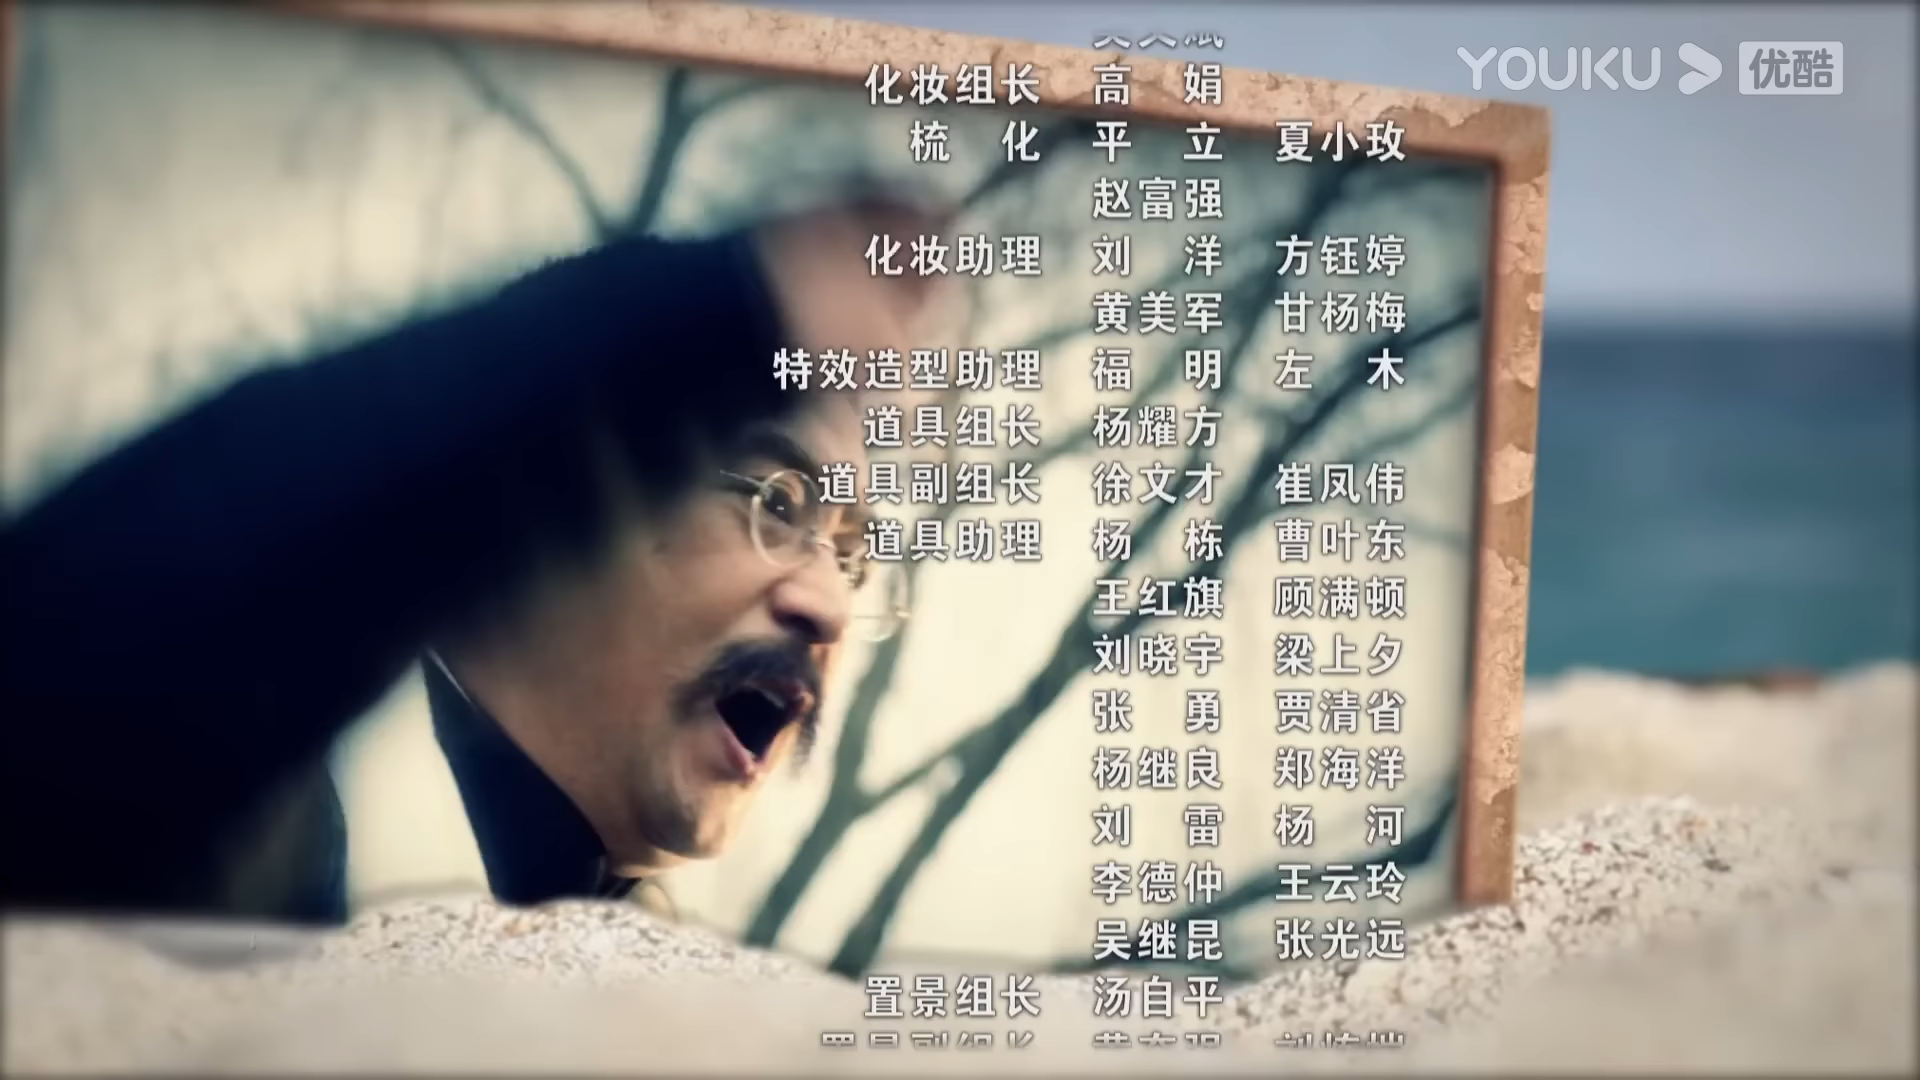 YOUKU 优酷
化妆组长 高 娟
梳 化 平 立 夏小玫
赵富强
化妆助理 刘 洋 方钰婷
黄美军 甘杨梅
特效造型助理 福 明 左 木
道具组长 杨耀方
道具副组长 徐文才 崔凤伟
道具助理 杨 栋 曹叶东
王红旗 顾满顿
刘晓宇 梁上夕
张 勇 贾清省
杨继良 郑海洋
刘 雷 杨 河
李德仲 王云玲
吴继昆 张光远
置景组长 汤自平
置景副组长